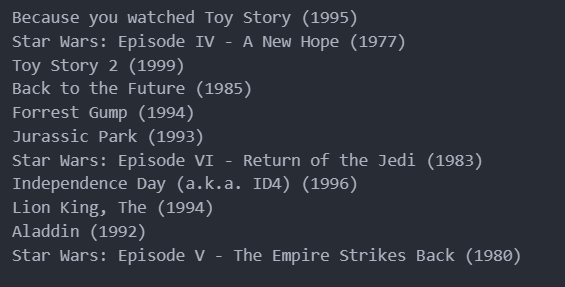 Because you watched Toy Story (1995)
Star Wars: Episode IV - A New Hope (1977)
Toy Story 2 (1999)
Back to the Future (1985)
Forrest Gump (1994)
Jurassic Park (1993)
Star Wars: Episode VI - Return of the Jedi (1983)
Independence Day (a.k.a. ID4) (1996)
Lion King, The (1994)
Aladdin (1992)
Star Wars: Episode V - The Empire Strikes Back (1980)